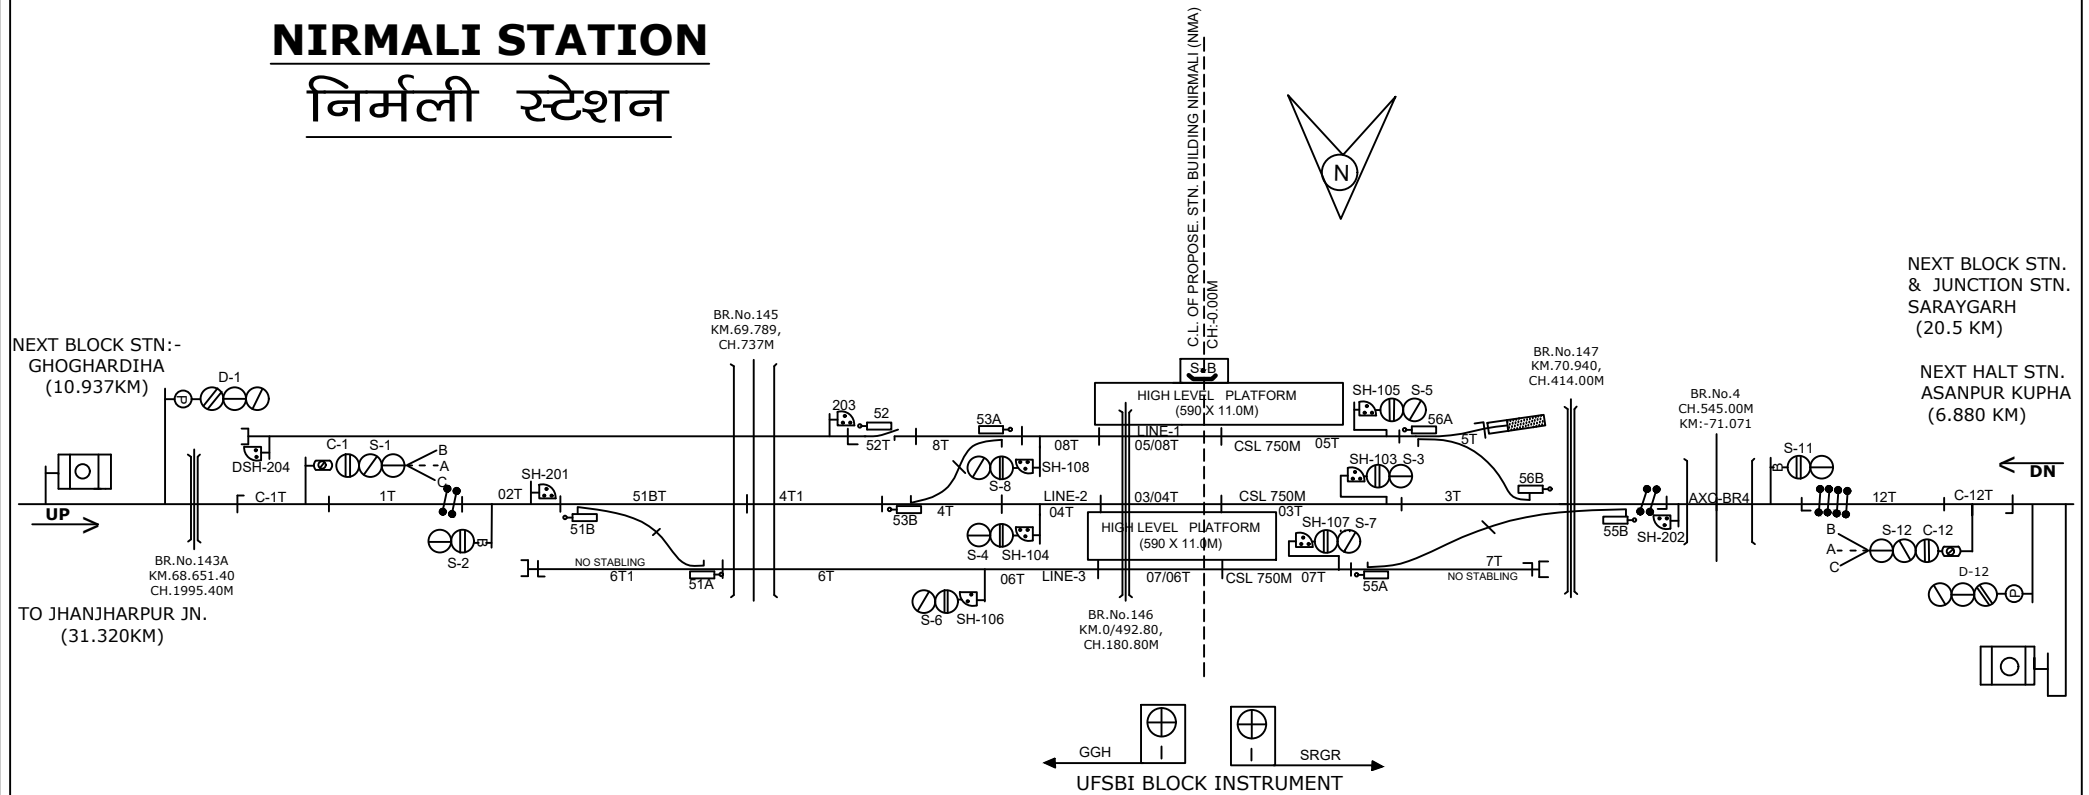 NIRMALI STATION
निर्मली स्टेशन
C.L. OF PROPOSE. STN. BUILDING NIRMALI (NMA)
CH:-0.00M
N
NEXT BLOCK STN.
& JUNCTION STN.
SARAYGARH
(20.5 KM)
NEXT HALT STN.
ASANPUR KUPHA
(6.880 KM)
NEXT BLOCK STN:-
GHOGHARDIHA
(10.937KM)
D-1
P
BR.No.145
KM.69.789,
CH.737M
S-B
HIGH LEVEL PLATFORM
(590 X 11.0M)
BR.No.147
KM.70.940,
CH.414.00M
BR.No.4
CH.545.00M
KM:-71.071
203
52
53A
SH-105 S-5
56A
52T
8T
08T
LINE-1
05/08T
CSL 750M
05T
5T
DSH-204
C-1 S-1
B
A
C
SH-201
SH-108
S-8
SH-103 S-3
56B
S-11
DN
UP
C-1T
1T
02T
51BT
4T1
4T
LINE-2
04T
03/04T
CSL 750M
03T
3T
AXC-BR4
12T
C-12T
S-2
51B
53B
S-4 SH-104
HIGH LEVEL PLATFORM
(590 X 11.0M)
SH-107 S-7
55B
SH-202
B
A
C
S-12 C-12
BR.No.143A
KM.68.651.40
CH.1995.40M
NO STABLING
6T1
51A
6T
06T
LINE-3
07/06T
CSL 750M
07T
55A
7T
NO STABLING
D-12
P
S-6 SH-106
TO JHANJHARPUR JN.
(31.320KM)
BR.No.146
KM.0/492.80,
CH.180.80M
GGH
SRGR
UFSBI BLOCK INSTRUMENT